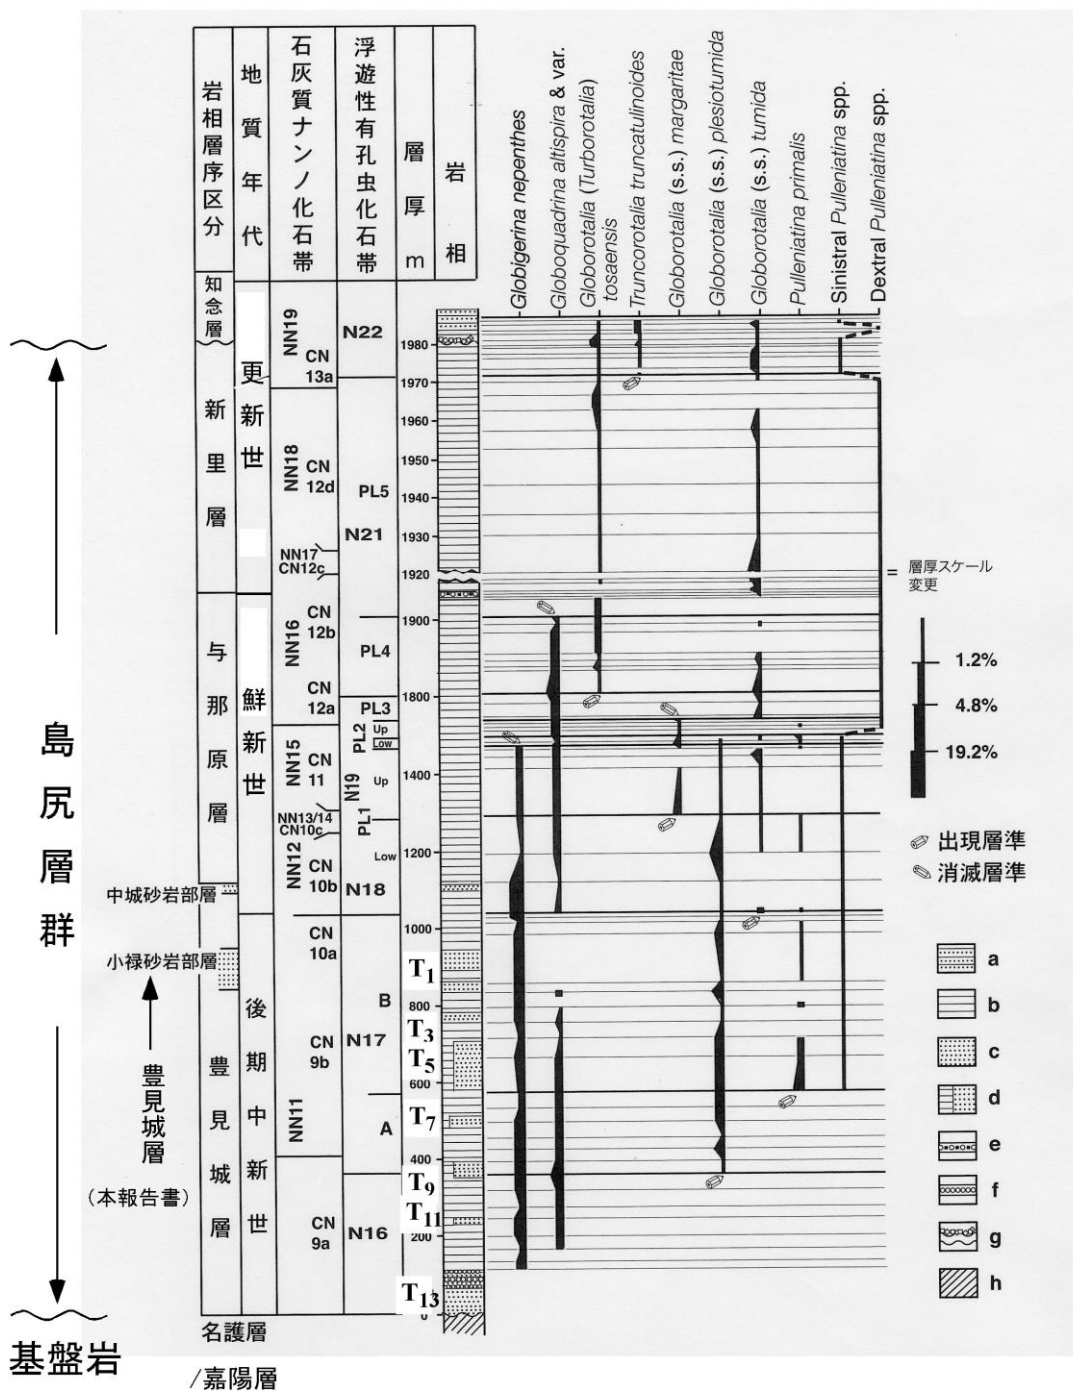 岩相層序区分
地質年代
石灰質ナンノ化石帯
浮遊性有孔虫化石帯
層厚 m
岩相
Globigerina nepenthes
Globoquadrina altispira & var.
Globorotalia (Turborotalia)
tosaensis
Truncorotalia truncatulinoides
Globorotalia (s.s.) margaritae
Globorotalia (s.s.) plesiotumida
Globorotalia (s.s.) tumida
Pulleniatina primalis
Sinistral Pulleniatina spp.
Dextral Pulleniatina spp.
島尻層群
基盤岩
知念層
新里層
与那原層
中城砂岩部層
小禄砂岩部層
豊見城層
豊見城層
(本報告書)
名護層
/嘉陽層
更新世
鮮新世
後期中新世
NN19
CN
13a
NN18
CN
12d
NN17
CN12c
NN16
CN
12b
CN
12a
NN15
CN
11
NN13/14
CN10c
NN12
CN
10b
CN
10a
CN
9b
NN11
CN
9a
N22
PL5
N21
PL4
PL3
PL2
Up
Low
N19
Up
PL1
Low
N18
B
N17
A
N16
1980
1970
1960
1950
1940
1930
1920
1900
1800
1400
1200
1000
800
600
400
200
0
T1
T3
T5
T7
T9
T11
T13
= 層厚スケール
変更
1.2%
4.8%
19.2%
出現層準
消滅層準
a
b
c
d
e
f
g
h